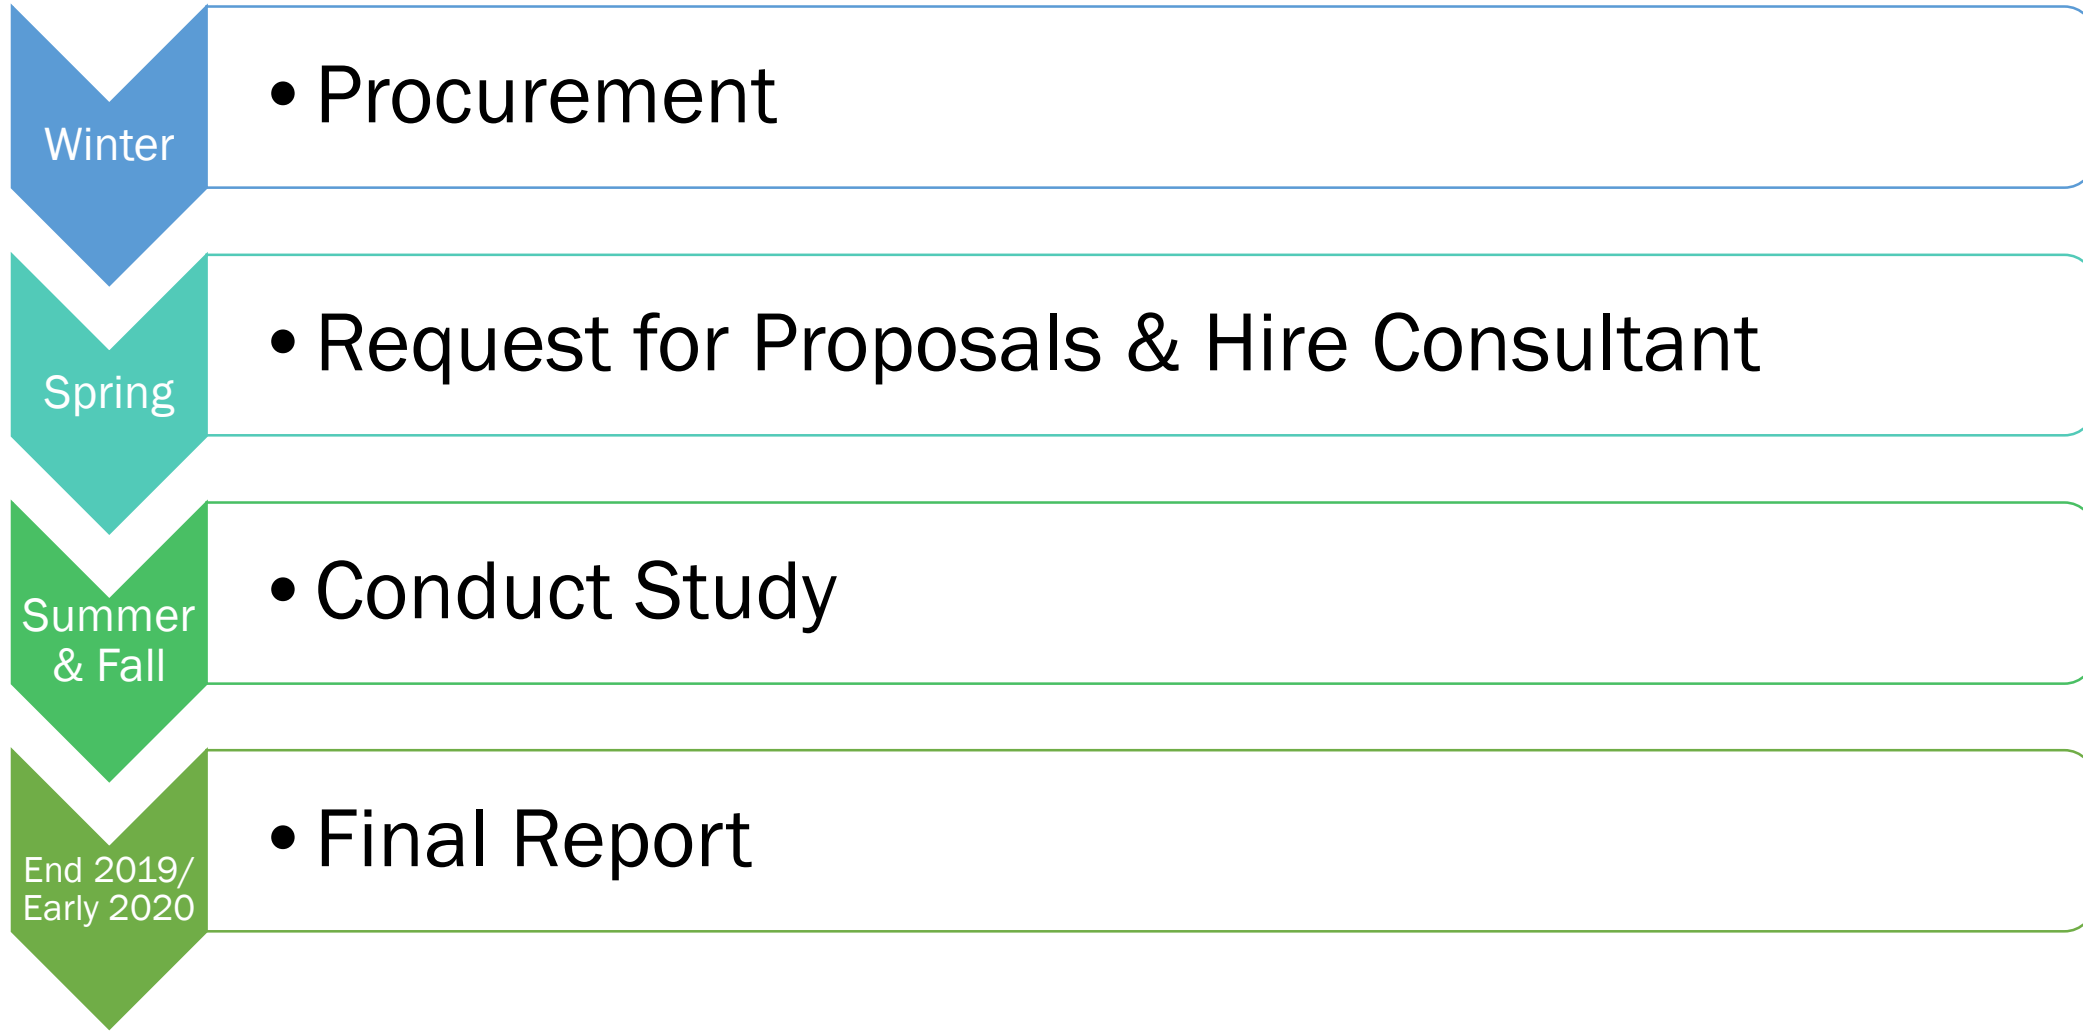 Winter
• Procurement
Spring
• Request for Proposals & Hire Consultant
Summer
& Fall
• Conduct Study
End 2019/
Early 2020
• Final Report